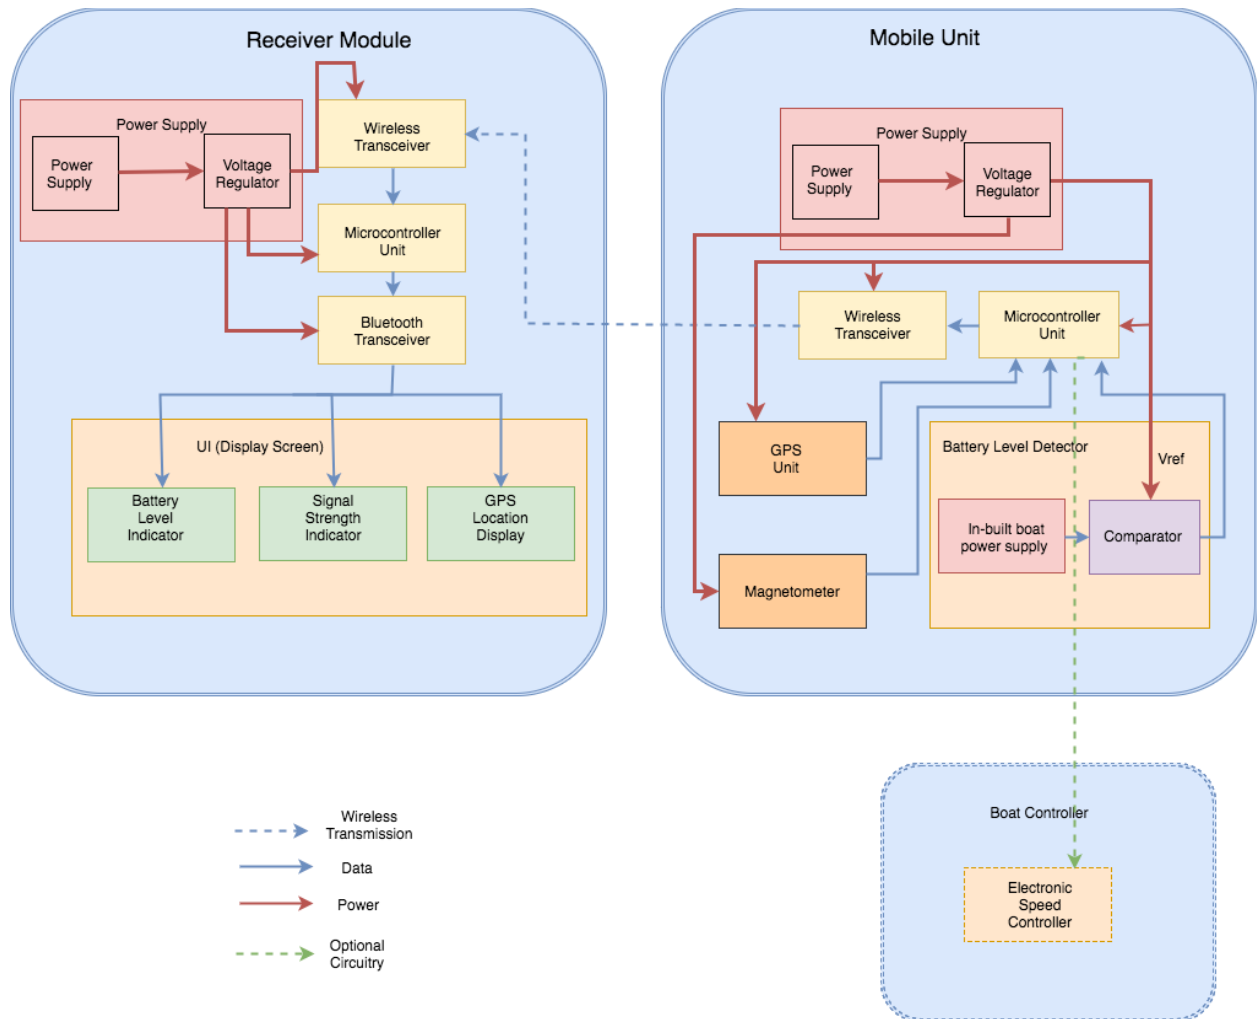 Receiver Module
Power Supply
Power
Supply
Voltage
Regulator
Wireless
Transceiver
Microcontroller
Unit
Bluetooth
Transceiver
UI (Display Screen)
Battery
Level
Indicator
Signal
Strength
Indicator
GPS
Location
Display
Mobile Unit
Power Supply
Power
Supply
Voltage
Regulator
Wireless
Transceiver
Microcontroller
Unit
GPS
Unit
Magnetometer
Battery Level Detector
Vref
In-built boat
power supply
Comparator
Boat Controller
Electronic
Speed
Controller
Wireless
Transmission
Data
Power
Optional
Circuitry